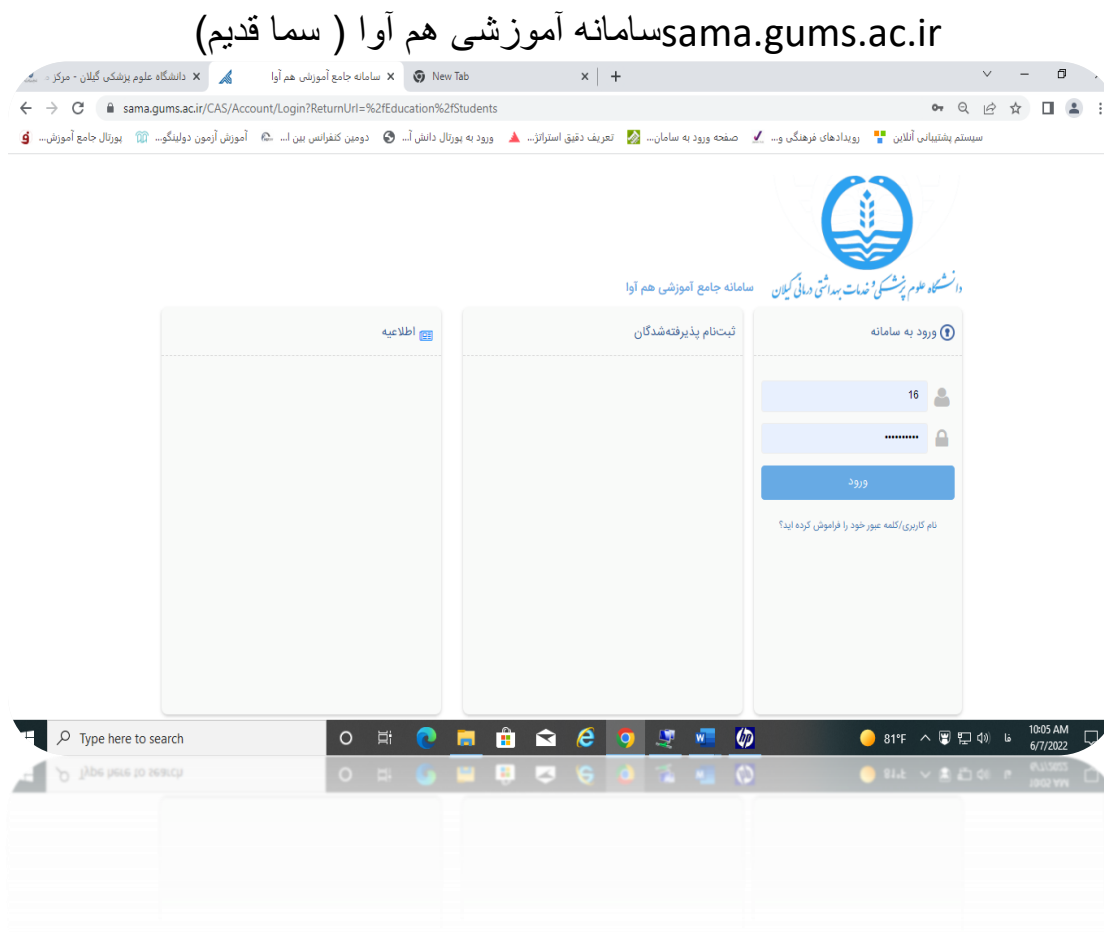 sama.gums.ac.irسامانه آموزشی هم آوا ( سما قدیم)
دانشگاه علوم پزشکی گیلان - مرکز
سامانه جامع آموزشی هم آوا
New Tab
sama.gums.ac.ir/CAS/Account/Login?ReturnUrl=%2fEducation%2fStudents
پورتال جامع آموزش...
آموزش آزمون دولینگو...
دومین کنفرانس بین ا...
ورود به پورتال دانش آ...
تعریف دقیق استراتژ...
صفحه ورود به سامان...
رویدادهای فرهنگی و...
سیستم پشتیبانی آنلاین
دانشگاه علوم پزشکی و خدمات بهداشتی درمانی گیلان
سامانه جامع آموزشی هم آوا
ورود به سامانه
ثبت‌نام پذیرفته‌شدگان
اطلاعیه
16
ورود
نام کاربری/کلمه عبور خود را فراموش کرده اید؟
Type here to search
81°F
فا
10:05 AM
6/7/2022